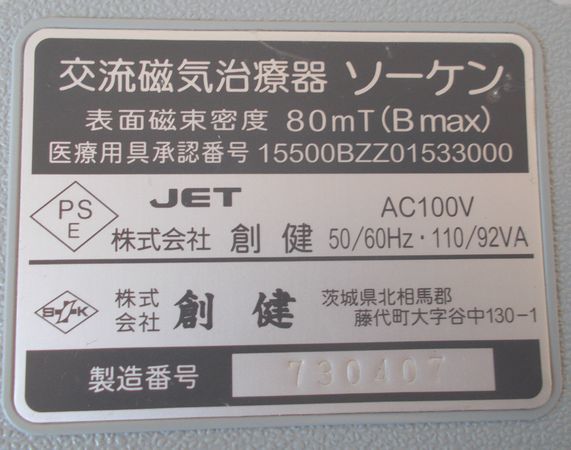 交流磁気治療器 ソーケン
表面磁束密度 80mT(Bmax)
医療用具承認番号 15500BZZ01533000
PS
E
JET
AC100V
株式会社 創健 50/60Hz・110/92VA
S K
株式会社 創健
茨城県北相馬郡
藤代町大字谷中130-1
製造番号 730407